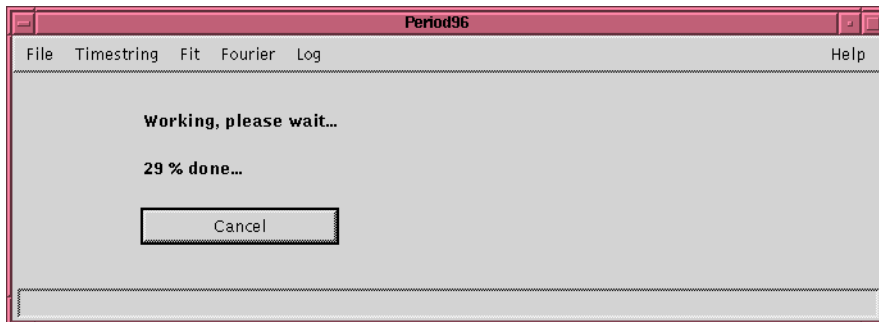 Period96
File Timestring Fit Fourier Log Help
Working, please wait...
29 % done...
Cancel